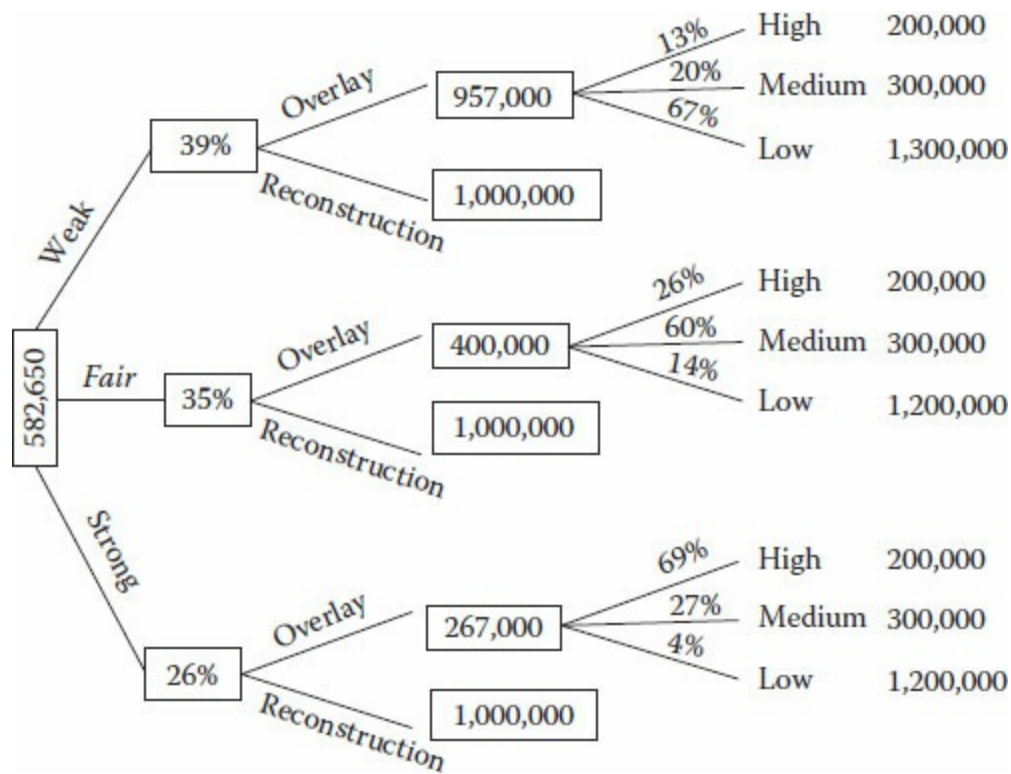 13% High 200,000
Overlay 957,000 20% Medium 300,000
39% 67% Low 1,300,000
Reconstruction 1,000,000
Weak
26% High 200,000
Overlay 400,000 60% Medium 300,000
582,650 Fair 35% 14% Low 1,200,000
Reconstruction 1,000,000
Strong
69% High 200,000
Overlay 267,000 27% Medium 300,000
26% 4% Low 1,200,000
Reconstruction 1,000,000